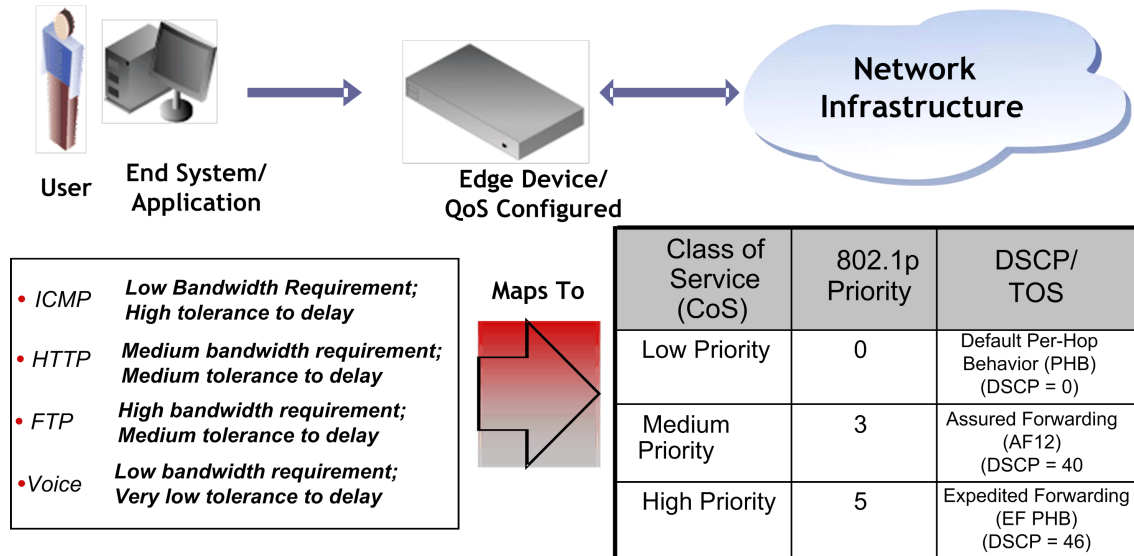 Network
Infrastructure
User
End System/
Application
Edge Device/
QoS Configured
• ICMP
Low Bandwidth Requirement;
High tolerance to delay
• HTTP
Medium bandwidth requirement;
Medium tolerance to delay
• FTP
High bandwidth requirement;
Medium tolerance to delay
•Voice
Low bandwidth requirement;
Very low tolerance to delay
Maps To
Class of
Service
(CoS)
802.1p
Priority
DSCP/
TOS
Low Priority
0
Default Per-Hop
Behavior (PHB)
(DSCP = 0)
Medium
Priority
3
Assured Forwarding
(AF12)
(DSCP = 40
High Priority
5
Expedited Forwarding
(EF PHB)
(DSCP = 46)